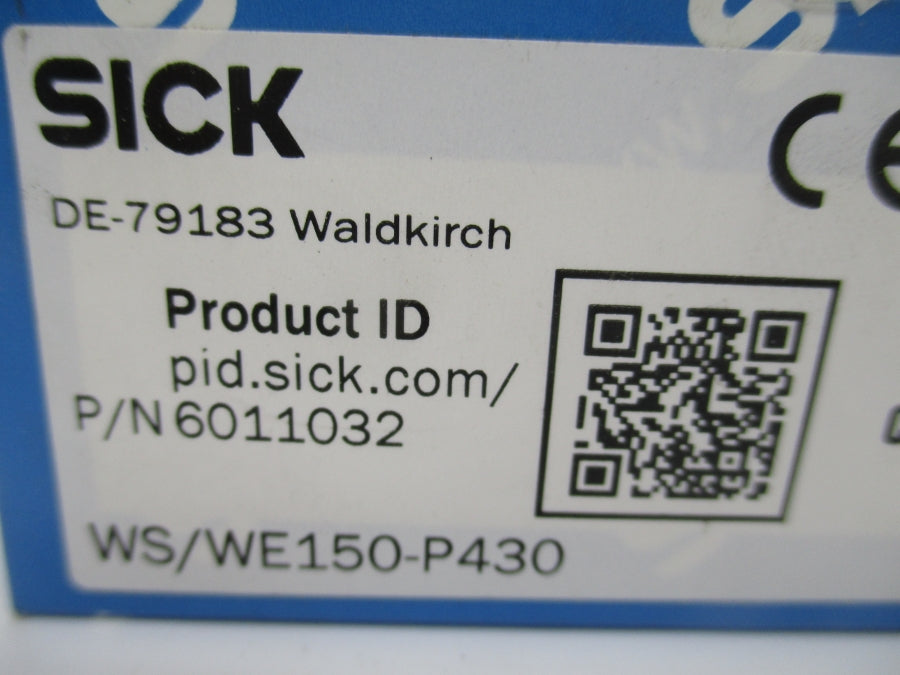 SICK
CE
DE-79183 Waldkirch
Product ID
pid.sick.com/
P/N 6011032
WS/WE150-P430